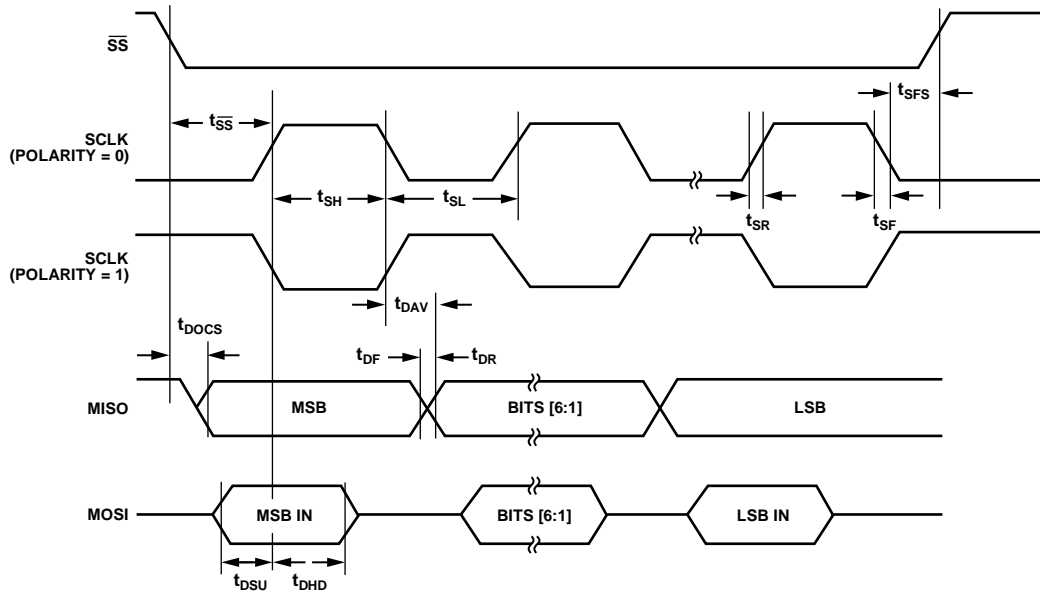 SS
tSFS
tSS
SCLK
(POLARITY = 0)
tSH
tSL
tSR
tSF
SCLK
(POLARITY = 1)
tDAV
tDOCS
tDF
tDR
MISO
MSB
BITS [6:1]
LSB
MOSI
MSB IN
BITS [6:1]
LSB IN
tDSU
tDHD